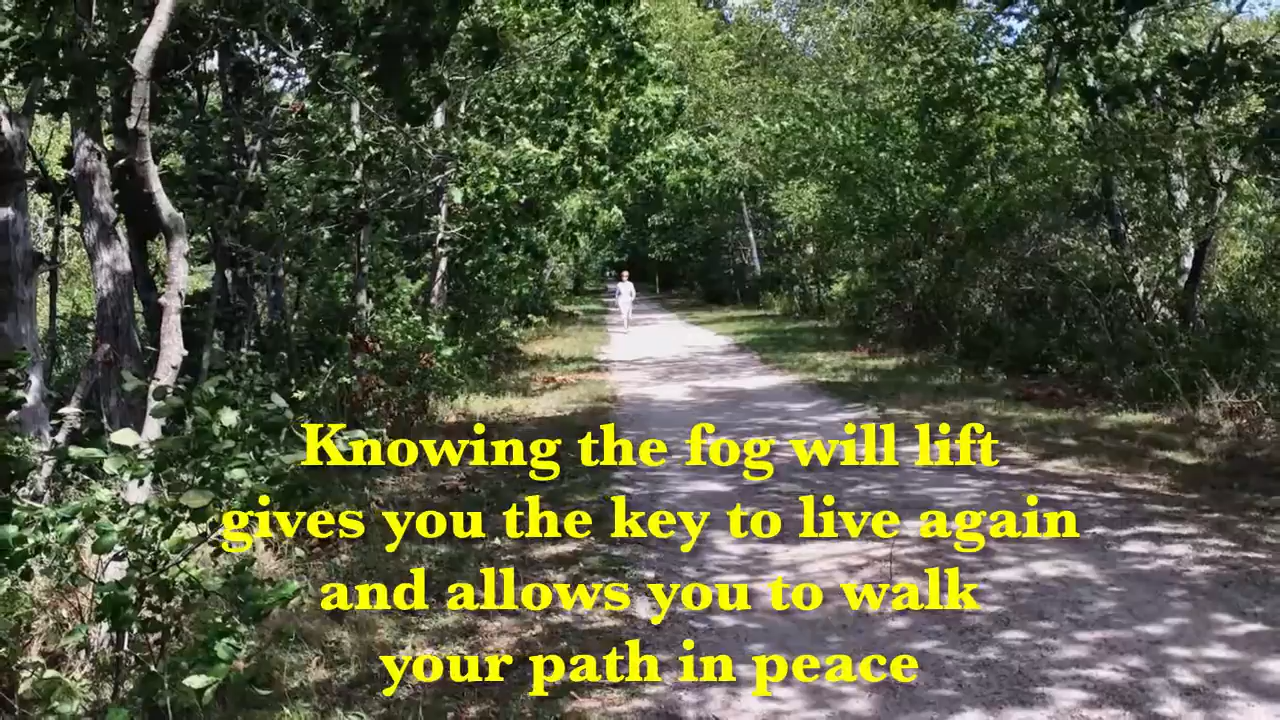 Knowing the fog will lift
gives you the key to live again
and allows you to walk
your path in peace